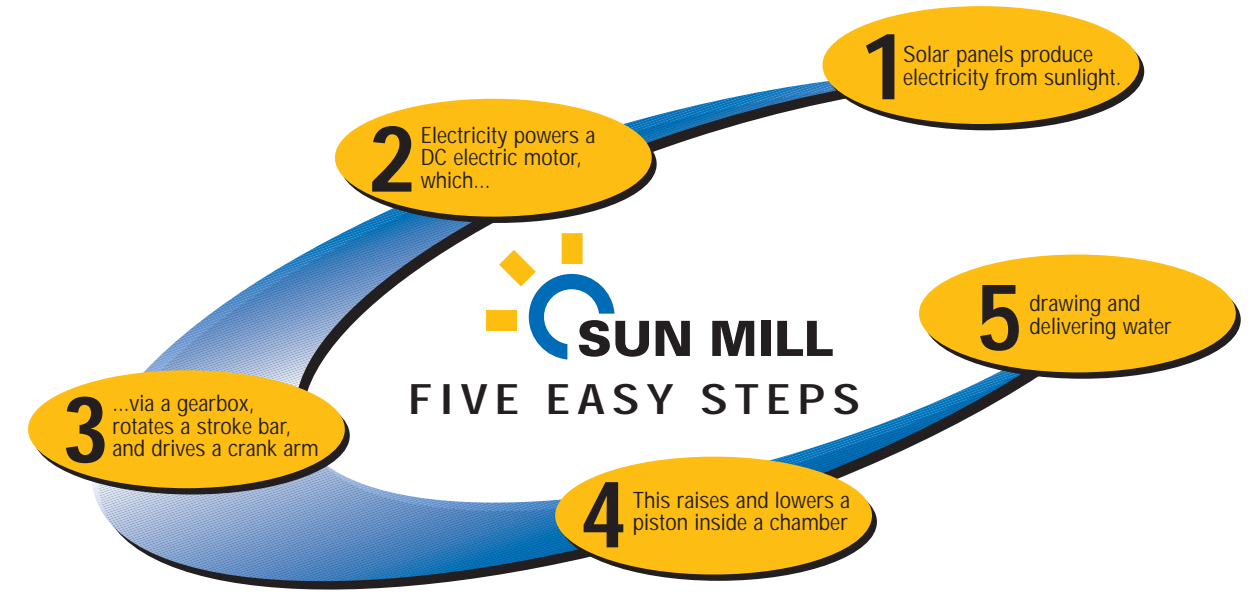 1 Solar panels produce
electricity from sunlight.
2 Electricity powers a
DC electric motor,
which...
SUN MILL
FIVE EASY STEPS
3 ...via a gearbox,
rotates a stroke bar,
and drives a crank arm
4 This raises and lowers a
piston inside a chamber
5 drawing and
delivering water